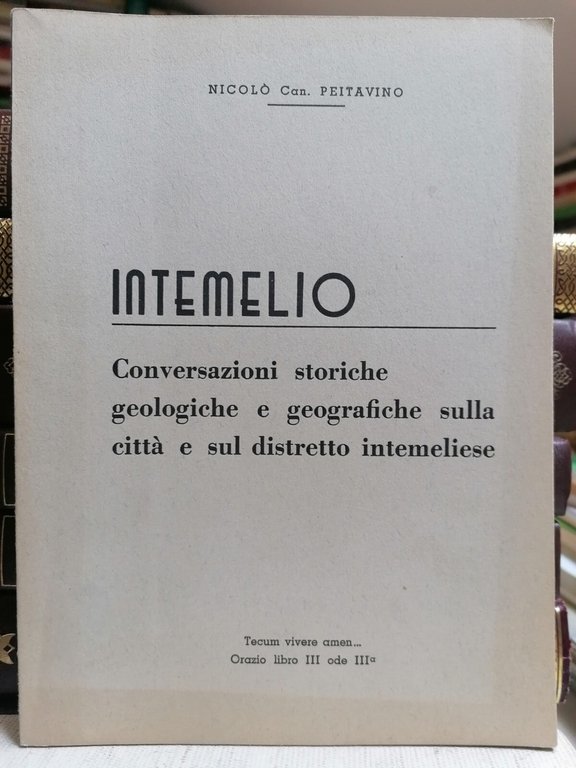 NICOLÒ Can. PEITAVINO
INTEMELIO
Conversazioni storiche
geologiche e geografiche sulla
città e sul distretto intemeliese
Tecum vivere amen...
Orazio libro III ode IIIª